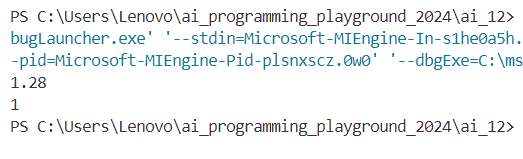 PS C:\Users\Lenovo\ai_programming_playground_2024\ai_12>
bugLauncher.exe' '--stdin=Microsoft-MIEngine-In-s1he0a5h.
-pid=Microsoft-MIEngine-Pid-plsnxscz.0w0' '--dbgExe=C:\ms
1.28
1
PS C:\Users\Lenovo\ai_programming_playground_2024\ai_12>